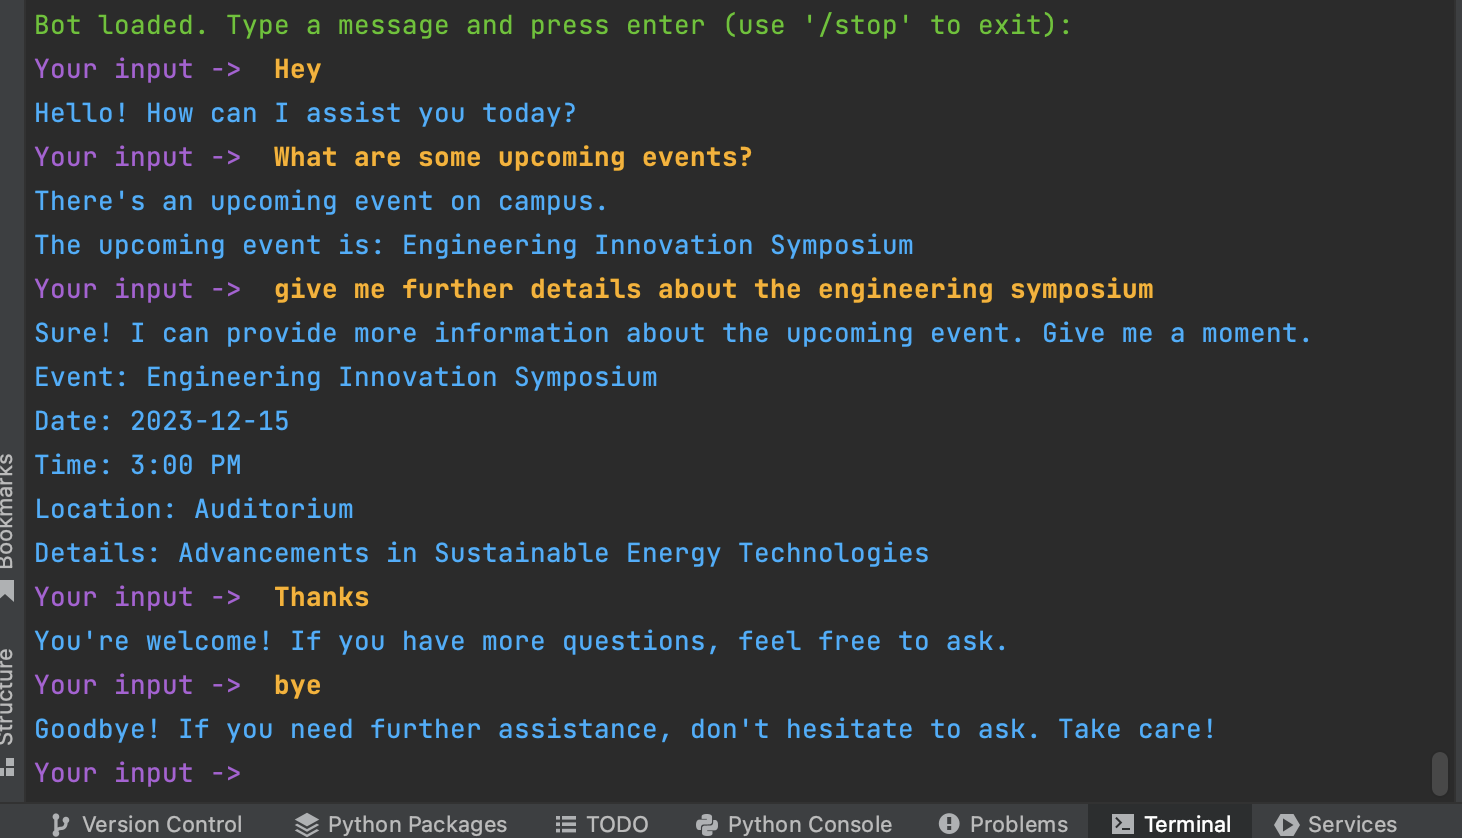 Bot loaded. Type a message and press enter (use '/stop' to exit):
Your input ->  Hey
Hello! How can I assist you today?
Your input ->  What are some upcoming events?
There's an upcoming event on campus.
The upcoming event is: Engineering Innovation Symposium
Your input ->  give me further details about the engineering symposium
Sure! I can provide more information about the upcoming event. Give me a moment.
Event: Engineering Innovation Symposium
Date: 2023-12-15
Time: 3:00 PM
Location: Auditorium
Details: Advancements in Sustainable Energy Technologies
Your input ->  Thanks
You're welcome! If you have more questions, feel free to ask.
Your input ->  bye
Goodbye! If you need further assistance, don't hesitate to ask. Take care!
Your input ->
Bookmarks
Structure
Version Control Python Packages TODO Python Console Problems Terminal Services